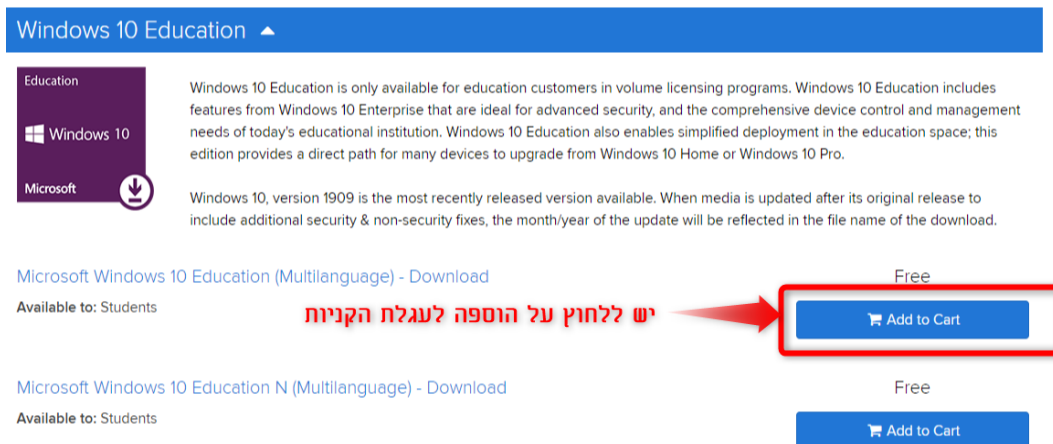 Windows 10 Education
Education
Windows 10
Microsoft
Windows 10 Education is only available for education customers in volume licensing programs. Windows 10 Education includes
features from Windows 10 Enterprise that are ideal for advanced security, and the comprehensive device control and management
needs of today's educational institution. Windows 10 Education also enables simplified deployment in the education space; this
edition provides a direct path for many devices to upgrade from Windows 10 Home or Windows 10 Pro.
Windows 10, version 1909 is the most recently released version available. When media is updated after its original release to
include additional security & non-security fixes, the month/year of the update will be reflected in the file name of the download.
Microsoft Windows 10 Education (Multilanguage) - Download
Free
Available to: Students
יש ללחוץ על הוספה לעגלת הקניות
Add to Cart
Microsoft Windows 10 Education N (Multilanguage) - Download
Free
Available to: Students
Add to Cart